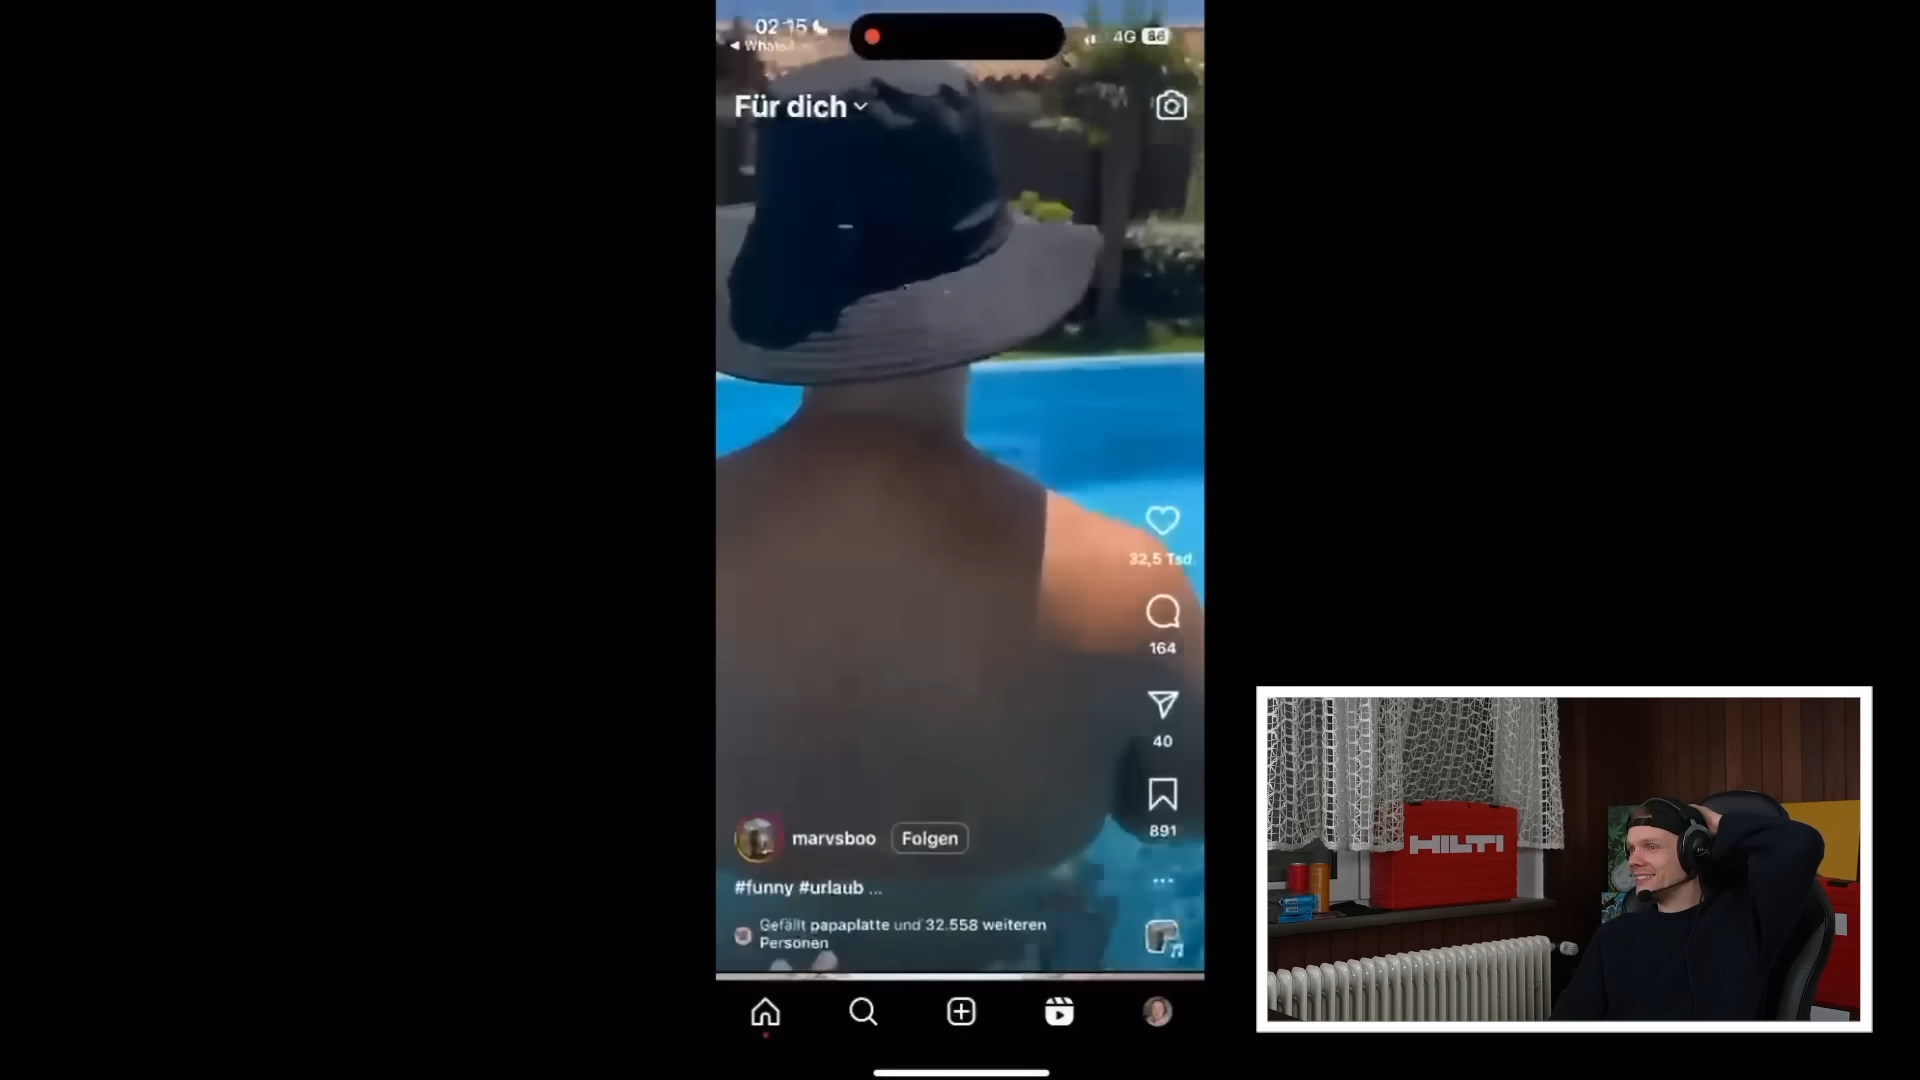 02:15
4G 86
Für dich
32,5 Tsd.
164
40
891
marvsboo Folgen
#funny #urlaub ...
Gefällt papaplatte und 32.558 weiteren
Personen
HILTI